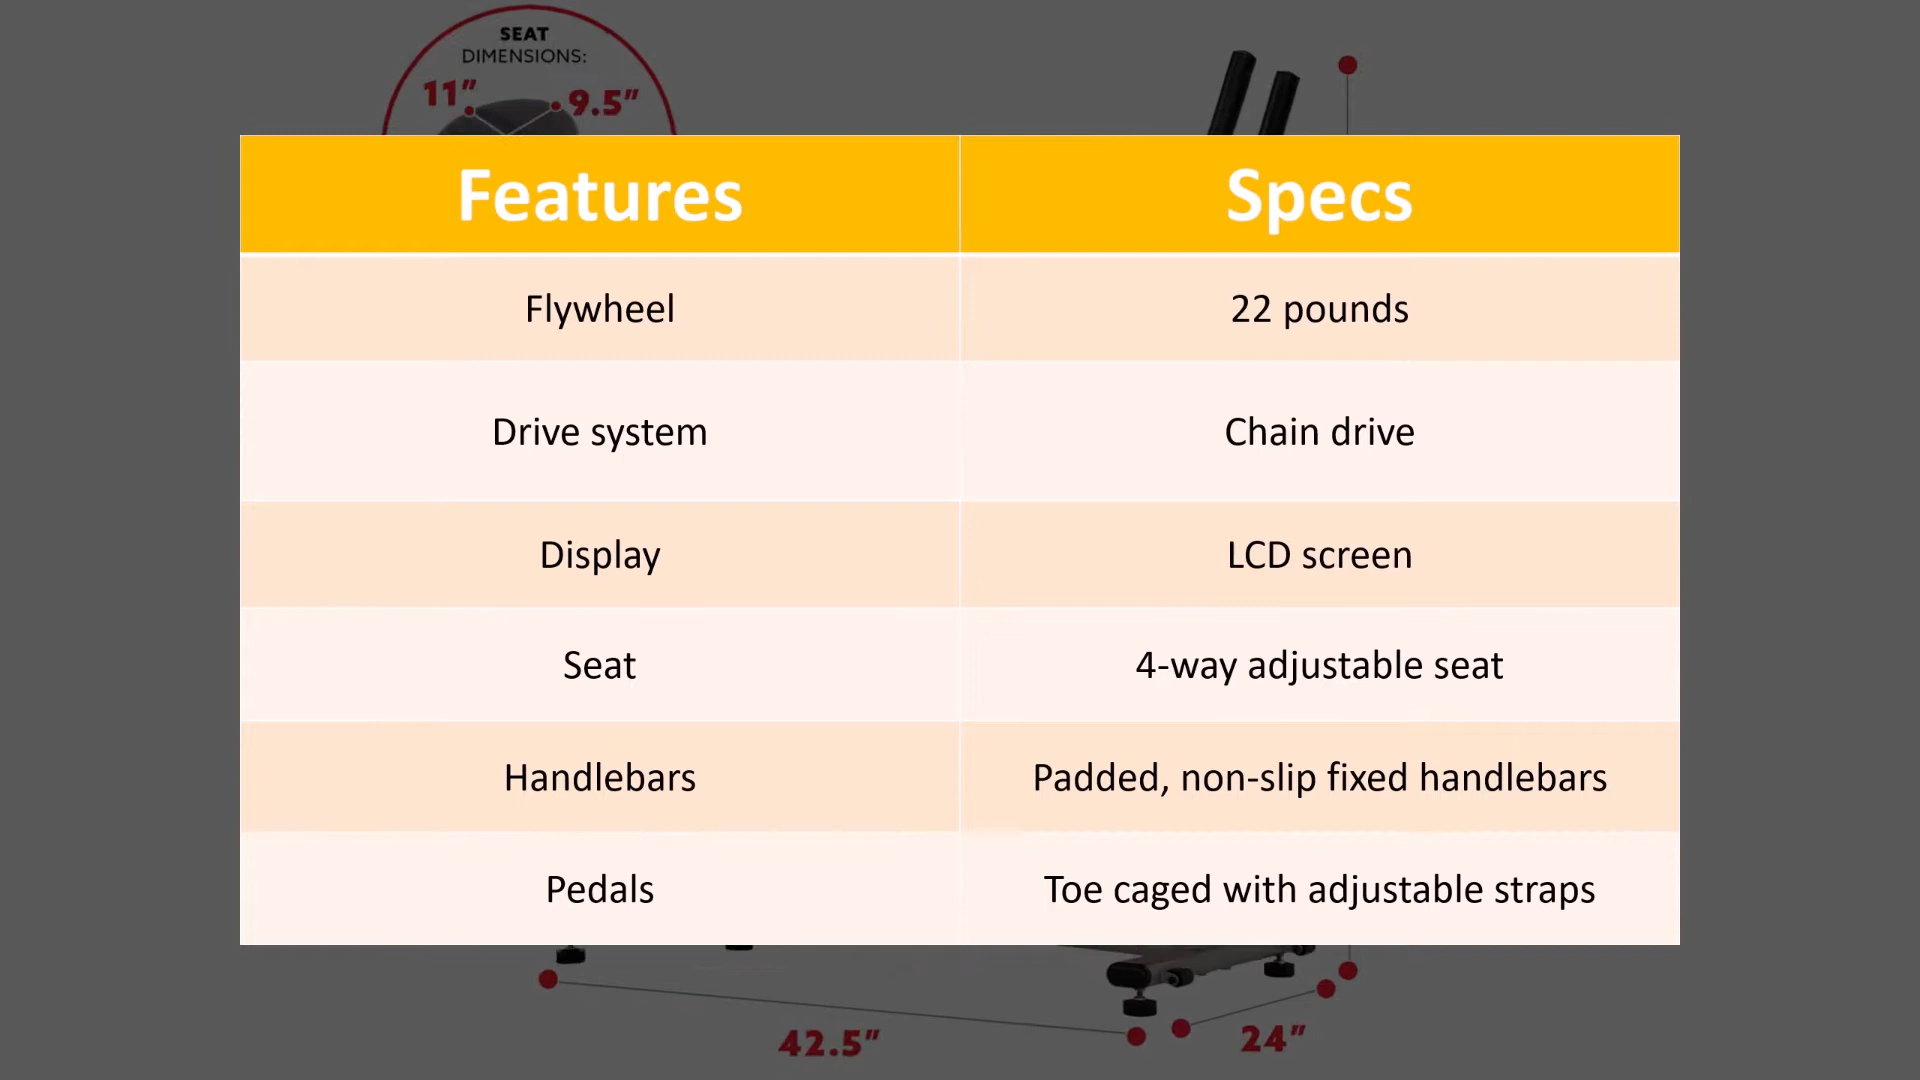 SEAT
DIMENSIONS:
11” 9.5”
Features Specs
Flywheel 22 pounds
Drive system Chain drive
Display LCD screen
Seat 4-way adjustable seat
Handlebars Padded, non-slip fixed handlebars
Pedals Toe caged with adjustable straps
42.5” 24”